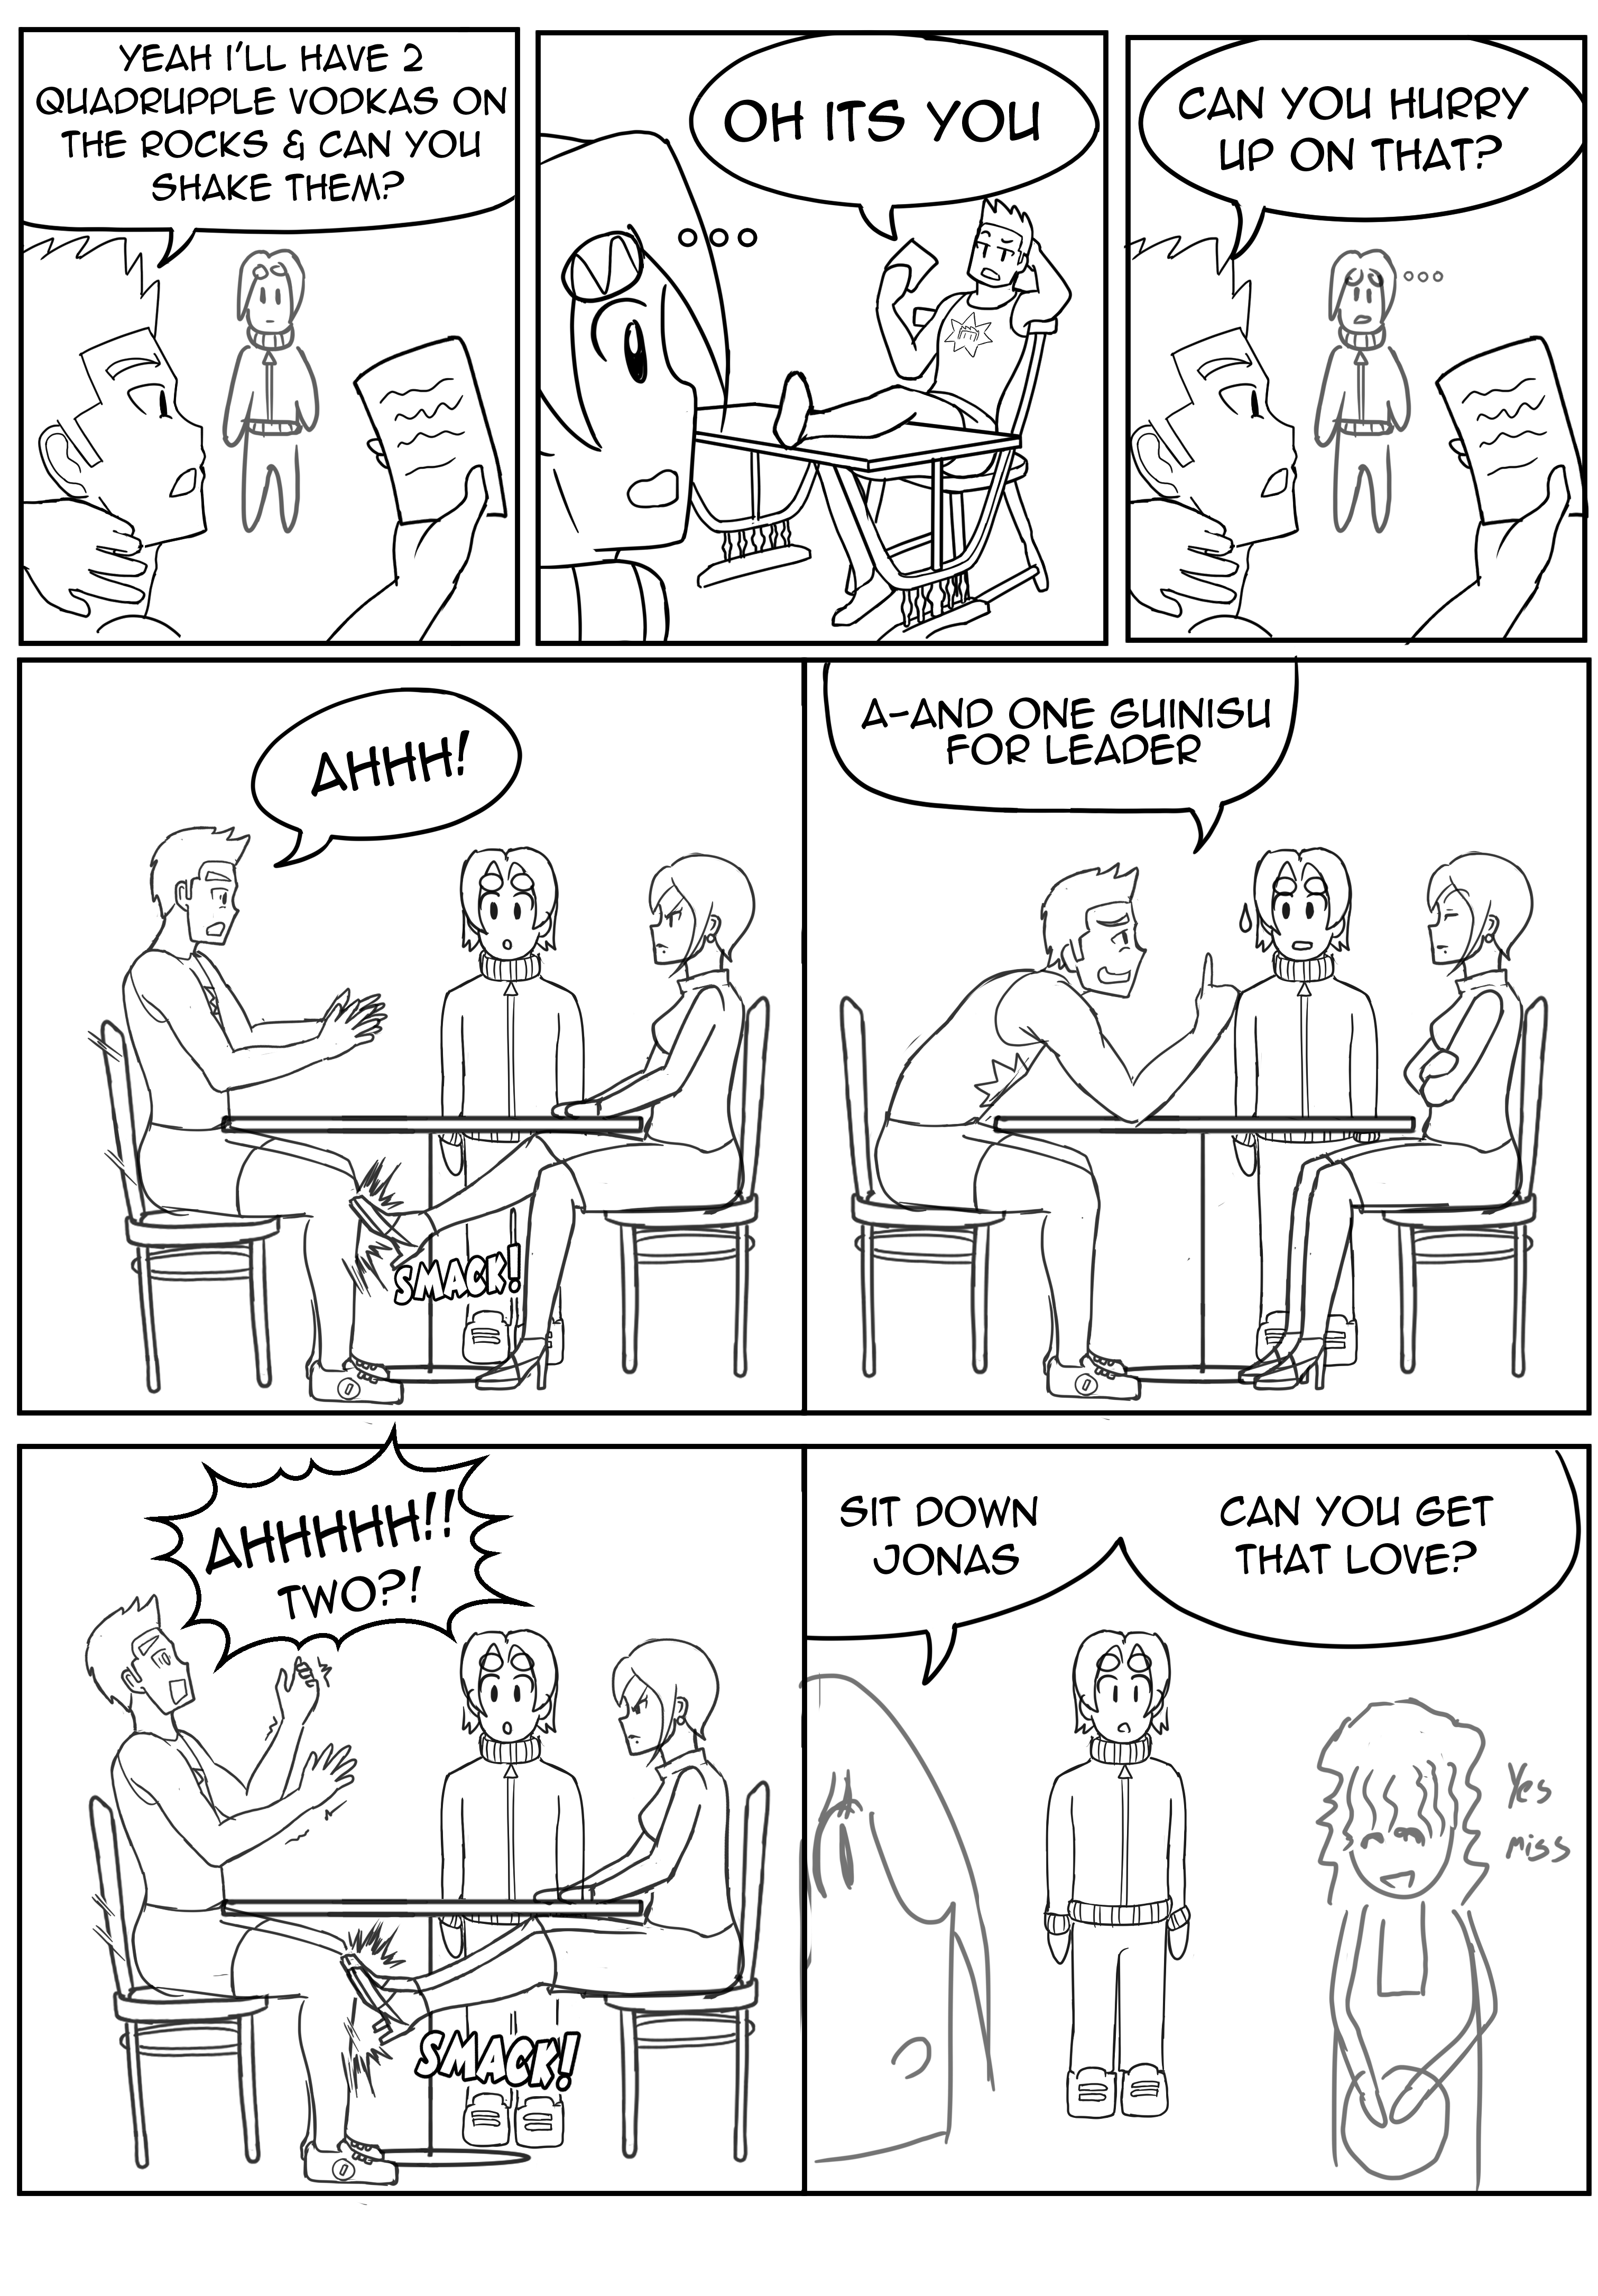 YEAH I'LL HAVE 2
QUADRUPPLE VODKAS ON
THE ROCKS & CAN YOU
SHAKE THEM?
OH ITS YOU
...
CAN YOU HURRY
UP ON THAT?
...
AHHH!
SMACK!
A-AND ONE GUINISU
FOR LEADER
AHHHHHH!!
TWO?!
SMACK!
SIT DOWN
JONAS
CAN YOU GET
THAT LOVE?
Yes
miss